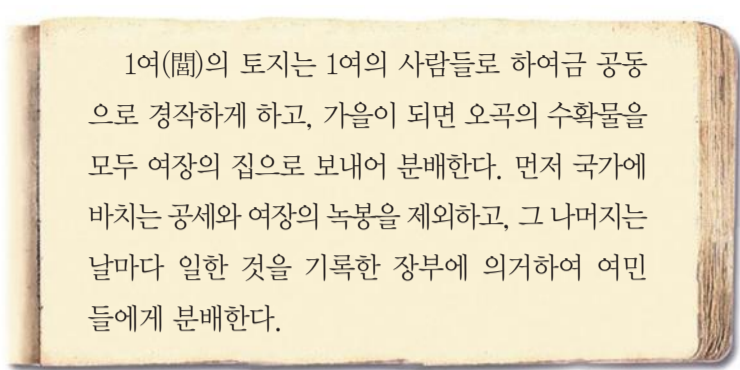 1여(閭)의 토지는 1여의 사람들로 하여금 공동
으로 경작하게 하고, 가을이 되면 오곡의 수확물을
모두 여장의 집으로 보내어 분배한다. 먼저 국가에
바치는 공세와 여장의 녹봉을 제외하고, 그 나머지는
날마다 일한 것을 기록한 장부에 의거하여 여민
들에게 분배한다.